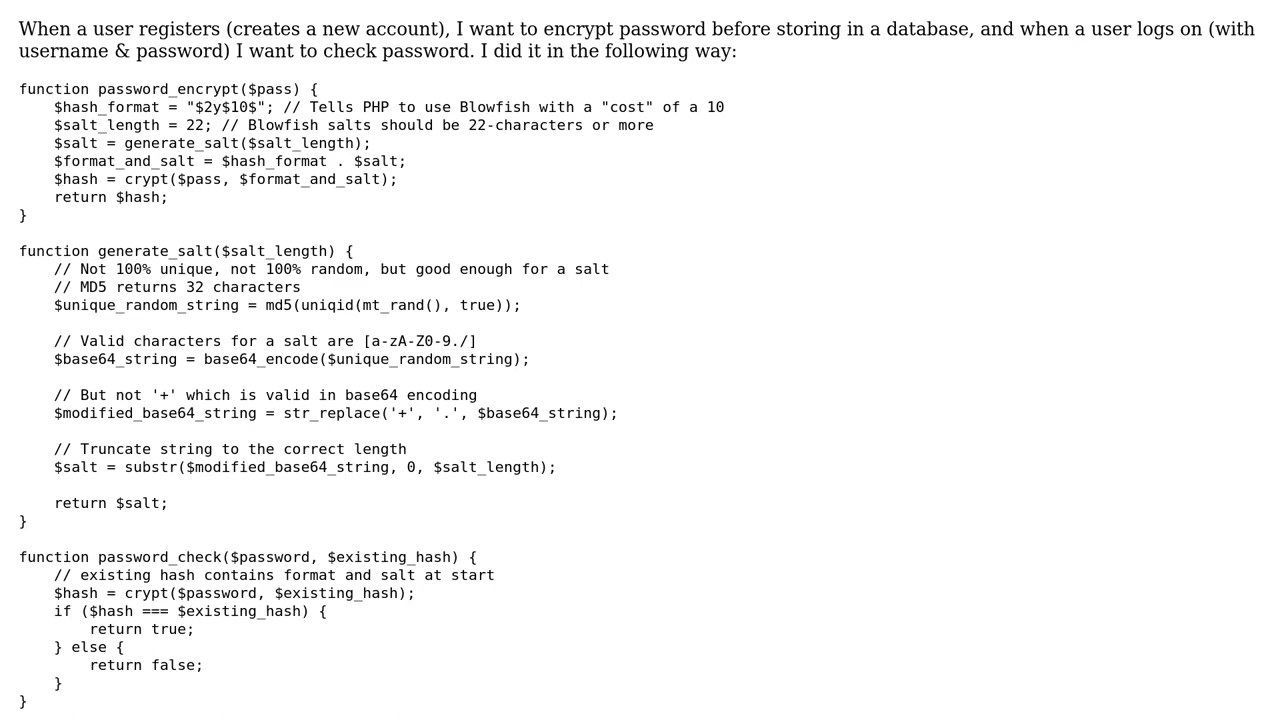 When a user registers (creates a new account), I want to encrypt password before storing in a database, and when a user logs on (with
username & password) I want to check password. I did it in the following way:
function password_encrypt($pass) {
    $hash_format = "$2y$10$"; // Tells PHP to use Blowfish with a "cost" of a 10
    $salt_length = 22; // Blowfish salts should be 22-characters or more
    $salt = generate_salt($salt_length);
    $format_and_salt = $hash_format . $salt;
    $hash = crypt($pass, $format_and_salt);
    return $hash;
}
function generate_salt($salt_length) {
    // Not 100% unique, not 100% random, but good enough for a salt
    // MD5 returns 32 characters
    $unique_random_string = md5(uniqid(mt_rand(), true));
    // Valid characters for a salt are [a-zA-Z0-9./]
    $base64_string = base64_encode($unique_random_string);
    // But not '+' which is valid in base64 encoding
    $modified_base64_string = str_replace('+', '.', $base64_string);
    // Truncate string to the correct length
    $salt = substr($modified_base64_string, 0, $salt_length);
    return $salt;
}
function password_check($password, $existing_hash) {
    // existing hash contains format and salt at start
    $hash = crypt($password, $existing_hash);
    if ($hash === $existing_hash) {
        return true;
    } else {
        return false;
    }
}